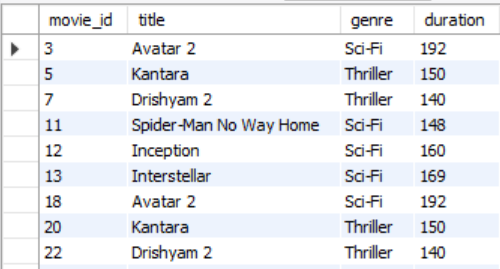 movie_id title genre duration
3 Avatar 2 Sci-Fi 192
5 Kantara Thriller 150
7 Drishyam 2 Thriller 140
11 Spider-Man No Way Home Sci-Fi 148
12 Inception Sci-Fi 160
13 Interstellar Sci-Fi 169
18 Avatar 2 Sci-Fi 192
20 Kantara Thriller 150
22 Drishyam 2 Thriller 140